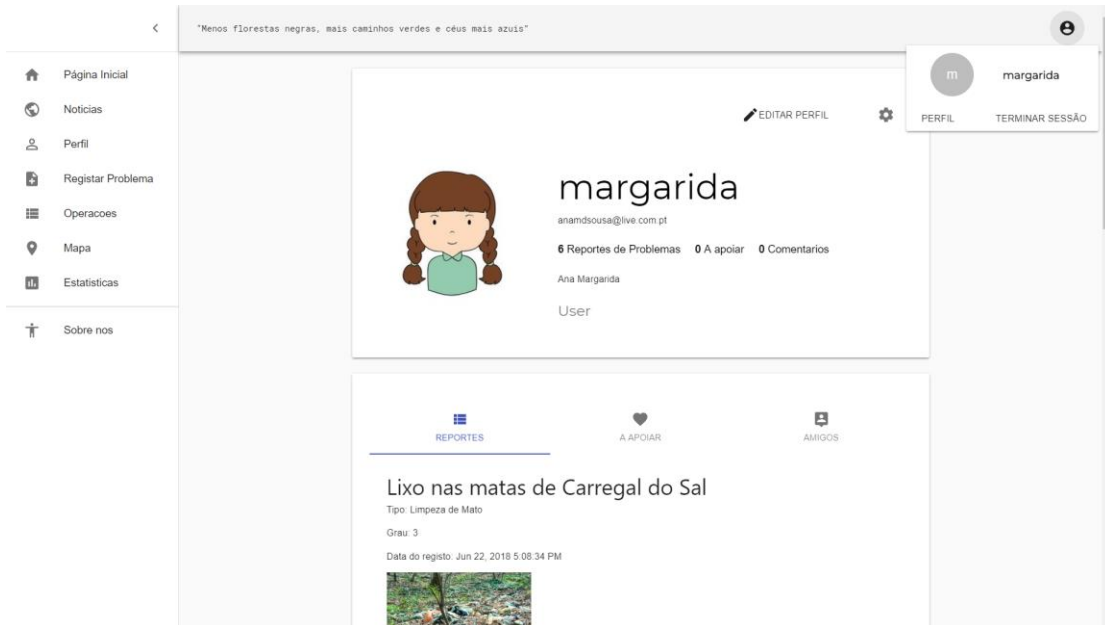 "Menos florestas negras, mais caminhos verdes e céus mais azuis"
m
margarida
PERFIL
TERMINAR SESSÃO
Página Inicial
Noticias
Perfil
Registar Problema
Operacoes
Mapa
Estatisticas
Sobre nos
EDITAR PERFIL
margarida
anamdsousa@live.com.pt
6 Reportes de Problemas 0 A apoiar 0 Comentarios
Ana Margarida
User
REPORTES
A APOIAR
AMIGOS
Lixo nas matas de Carregal do Sal
Tipo: Limpeza de Mato
Grau: 3
Data do registo: Jun 22, 2018 5:08:34 PM